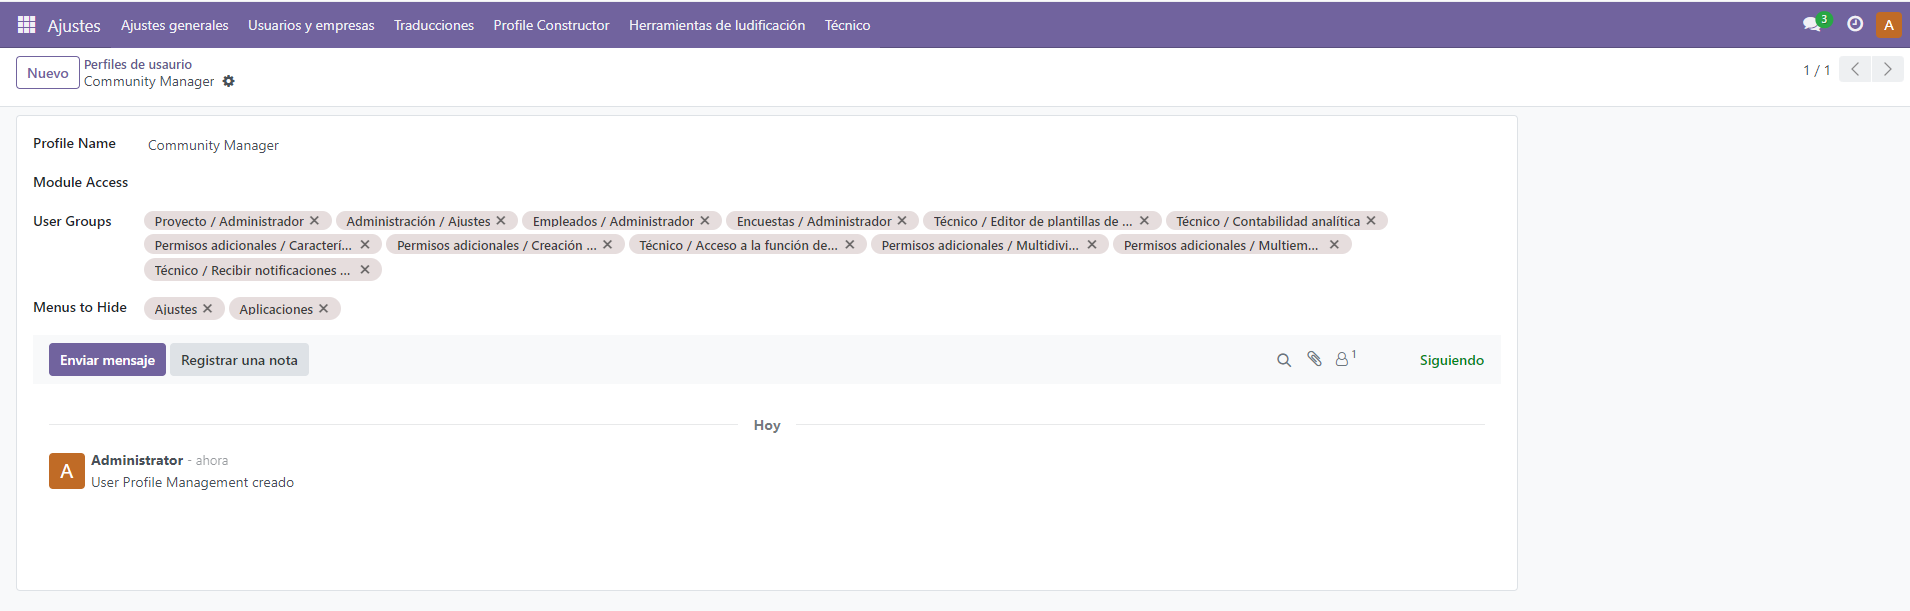 Ajustes Ajustes generales Usuarios y empresas Traducciones Profile Constructor Herramientas de ludificación Técnico 3 A
Nuevo Perfiles de usaurio 1 / 1
Community Manager
Profile Name Community Manager
Module Access
User Groups Proyecto / Administrador Administración / Ajustes Empleados / Administrador Encuestas / Administrador Técnico / Editor de plantillas de ... Técnico / Contabilidad analítica
Permisos adicionales / Caracterí... Permisos adicionales / Creación ... Técnico / Acceso a la función de... Permisos adicionales / Multidivi... Permisos adicionales / Multiem...
Técnico / Recibir notificaciones ...
Menus to Hide Ajustes Aplicaciones
Enviar mensaje Registrar una nota 1 Siguiendo
Hoy
A Administrator - ahora
User Profile Management creado